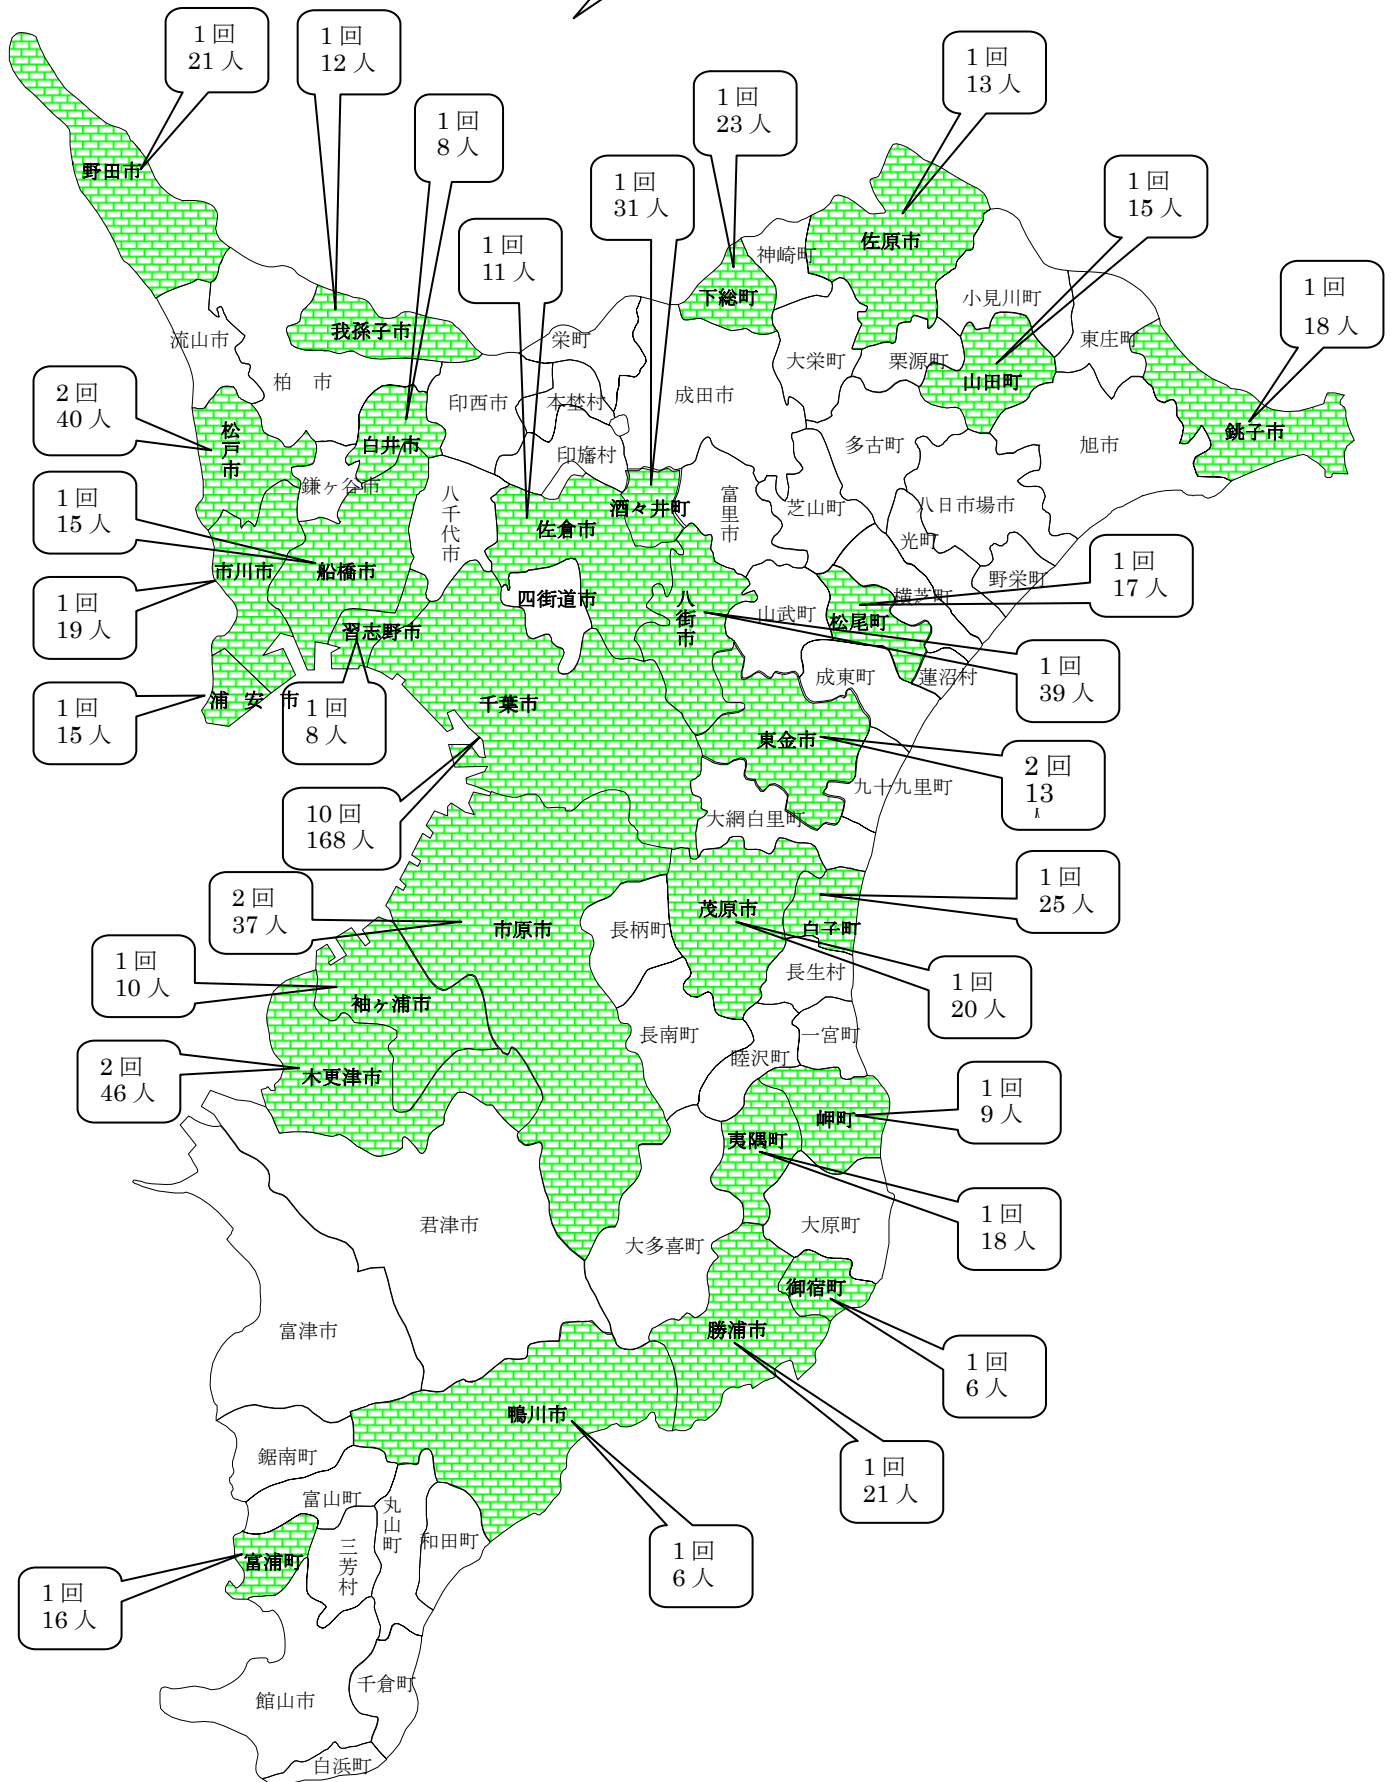 1回
21人
1回
12人
1回
13人
1回
23人
1回
8人
1回
31人
1回
15人
1回
11人
1回
18人
野田市
佐原市
神崎町
下総町
小見川町
我孫子市
栄町
流山市
柏 市
大栄町
栗源町
東庄町
山田町
成田市
印西市
本埜村
2回
40人
松戸市
白井市
印旛村
多古町
旭市
銚子市
鎌ヶ谷市
八千代市
酒々井町
富里市
芝山町
八日市場市
1回
15人
佐倉市
光町
市川市
船橋市
野栄町
1回
17人
1回
19人
四街道市
八街市
山武町
横芝町
松尾町
習志野市
成東町
蓮沼村
1回
39人
浦 安 市
1回
15人
1回
8人
千葉市
東金市
2回
13
人
九十九里町
10回
168人
大網白里町
1回
25人
2回
37人
市原市
長柄町
茂原市
白子町
長生村
1回
10人
袖ヶ浦市
1回
20人
長南町
睦沢町
一宮町
2回
46人
木更津市
岬町
1回
9人
夷隅町
君津市
大多喜町
大原町
1回
18人
御宿町
富津市
勝浦市
1回
6人
鴨川市
鋸南町
1回
21人
富山町
丸山町
和田町
三芳村
富浦町
1回
6人
1回
16人
千倉町
館山市
白浜町